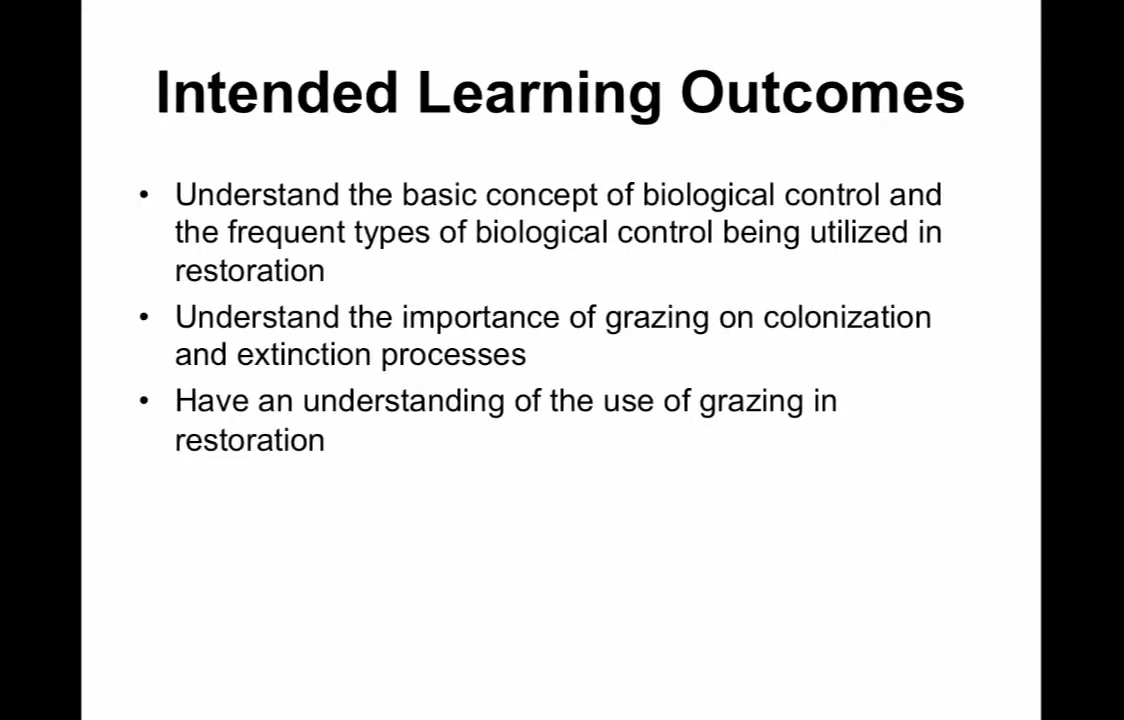 Intended Learning Outcomes
• Understand the basic concept of biological control and
the frequent types of biological control being utilized in
restoration
• Understand the importance of grazing on colonization
and extinction processes
• Have an understanding of the use of grazing in
restoration